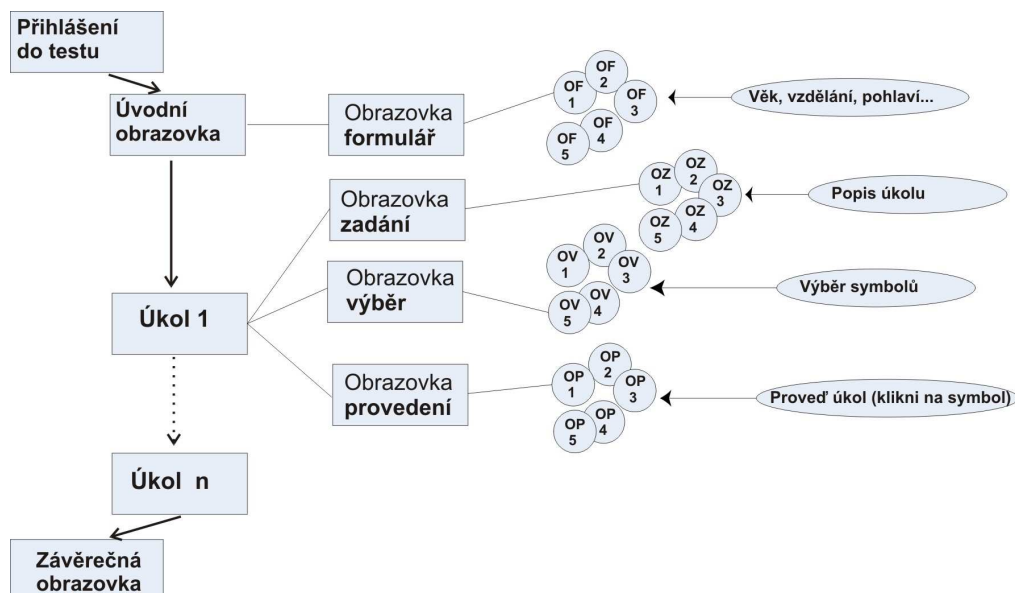 Přihlášení
do testu
Úvodní
obrazovka
Obrazovka
formulář
OF
1
OF
2
OF
3
OF
4
OF
5
Věk, vzdělání, pohlaví...
Obrazovka
zadání
OZ
1
OZ
2
OZ
3
OZ
4
OZ
5
Popis úkolu
Obrazovka
výběr
OV
1
OV
2
OV
3
OV
4
OV
5
Výběr symbolů
Úkol 1
Obrazovka
provedení
OP
1
OP
2
OP
3
OP
4
OP
5
Proveď úkol (klikni na symbol)
Úkol n
Závěrečná
obrazovka